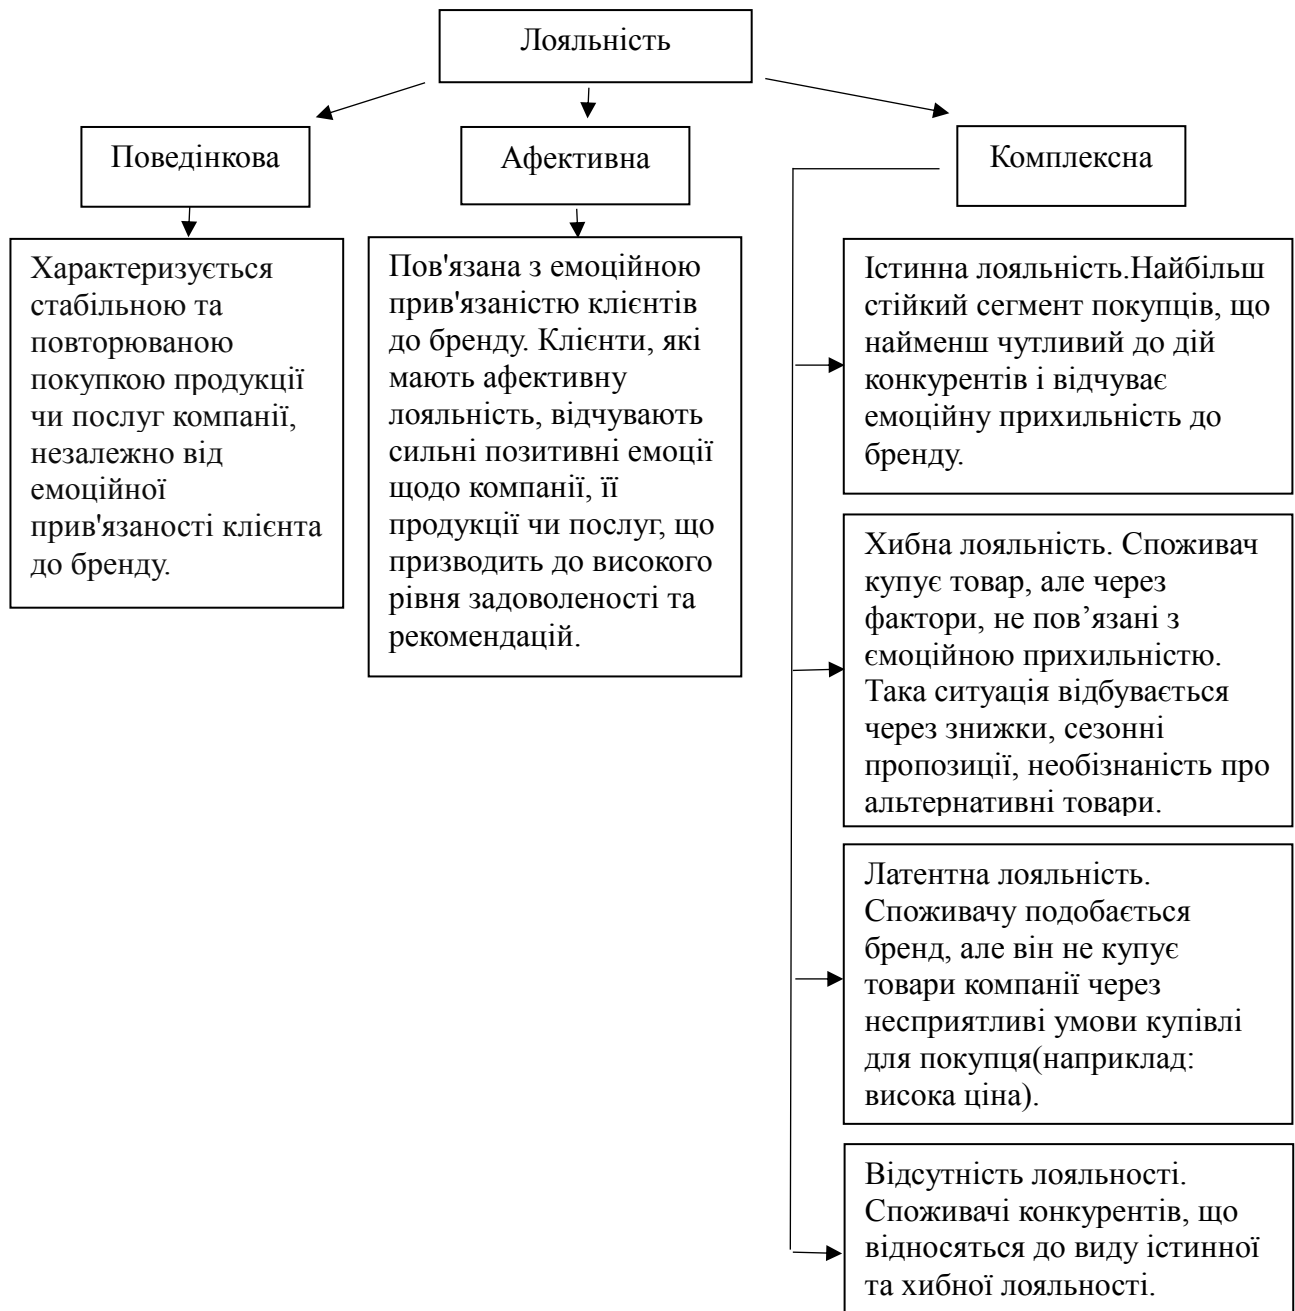 Лояльність
Поведінкова
Афективна
Комплексна
Характеризується
стабільною та
повторюваною
покупкою продукції
чи послуг компанії,
незалежно від
емоційної
прив'язаності клієнта
до бренду.
Пов'язана з емоційною
прив'язаністю клієнтів
до бренду. Клієнти, які
мають афективну
лояльність, відчувають
сильні позитивні емоції
щодо компанії, її
продукції чи послуг, що
призводить до високого
рівня задоволеності та
рекомендацій.
Істинна лояльність.Найбільш
стійкий сегмент покупців, що
найменш чутливий до дій
конкурентів і відчуває
емоційну прихильність до
бренду.
Хибна лояльність. Споживач
купує товар, але через
фактори, не пов’язані з
ємоційною прихильністю.
Така ситуація відбувається
через знижки, сезонні
пропозиції, необізнаність про
альтернативні товари.
Латентна лояльність.
Споживачу подобається
бренд, але він не купує
товари компанії через
несприятливі умови купівлі
для покупця(наприклад:
висока ціна).
Відсутність лояльності.
Споживачі конкурентів, що
відносяться до виду істинної
та хибної лояльності.